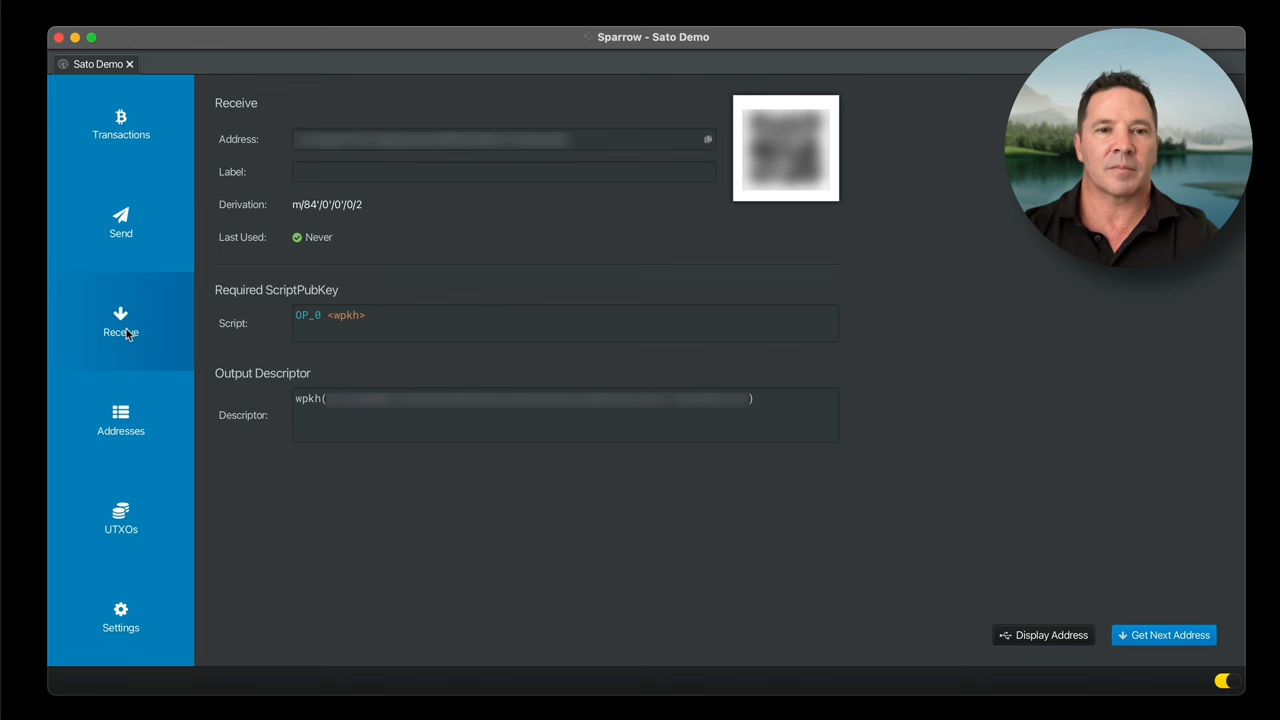 Sparrow - Sato Demo
Sato Demo
Transactions
Send
Receive
Addresses
UTXOs
Settings
Receive
Address:
Label:
Derivation: m/84'/0'/0'/0/2
Last Used: Never
Required ScriptPubKey
Script: OP_0 <wpkh>
Output Descriptor
Descriptor: wpkh( )
Display Address
Get Next Address